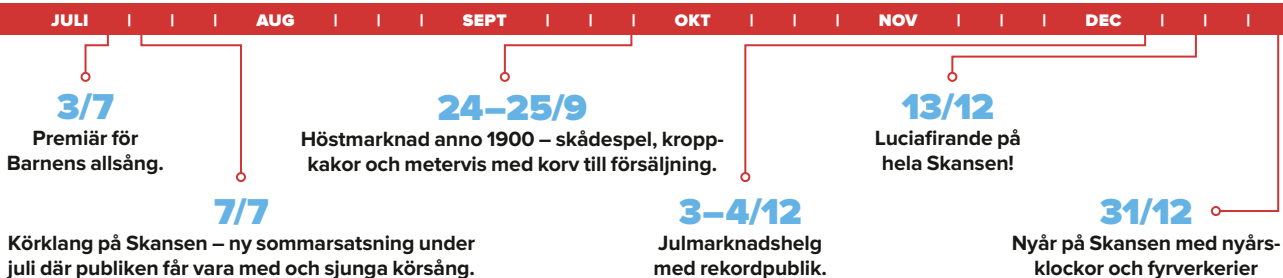 JULI AUG SEPT OKT NOV DEC
3/7
Premiär för
Barnens allsång.
24–25/9
Höstmarknad anno 1900 – skådespel, kropp-
kakor och metervis med korv till försäljning.
13/12
Luciafirande på
hela Skansen!
7/7
Körklang på Skansen – ny sommarsatsning under
juli där publiken får vara med och sjunga körsång.
3–4/12
Julmarknadshelg
med rekordpublik.
31/12
Nyår på Skansen med nyårs-
klockor och fyrverkerier